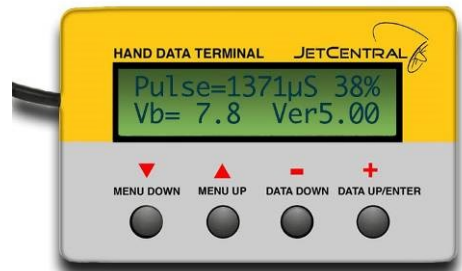 HAND DATA TERMINAL JETCENTRAL
Pulse=1371µS 38%
Vb= 7.8 Ver5.00
MENU DOWN MENU UP DATA DOWN DATA UP/ENTER